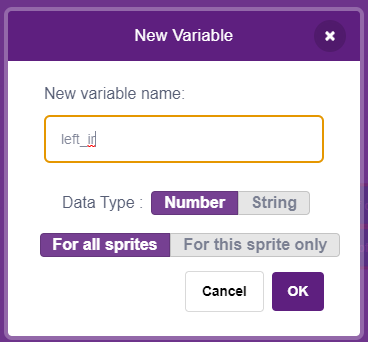 New Variable
New variable name:
left_ir
Data Type : Number String
For all sprites For this sprite only
Cancel OK